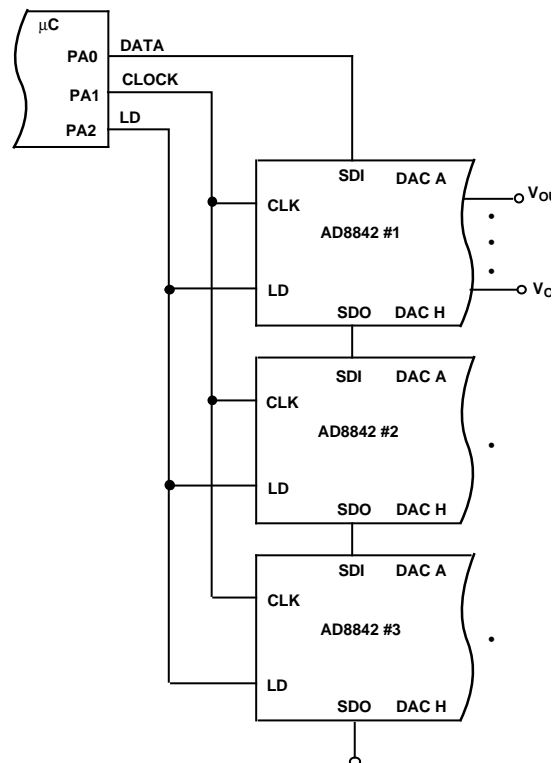 μC
PA0 DATA
PA1 CLOCK
PA2 LD
SDI DAC A
CLK
AD8842 #1
LD
SDO DAC H
SDI DAC A
CLK
AD8842 #2
LD
SDO DAC H
SDI DAC A
CLK
AD8842 #3
LD
SDO DAC H